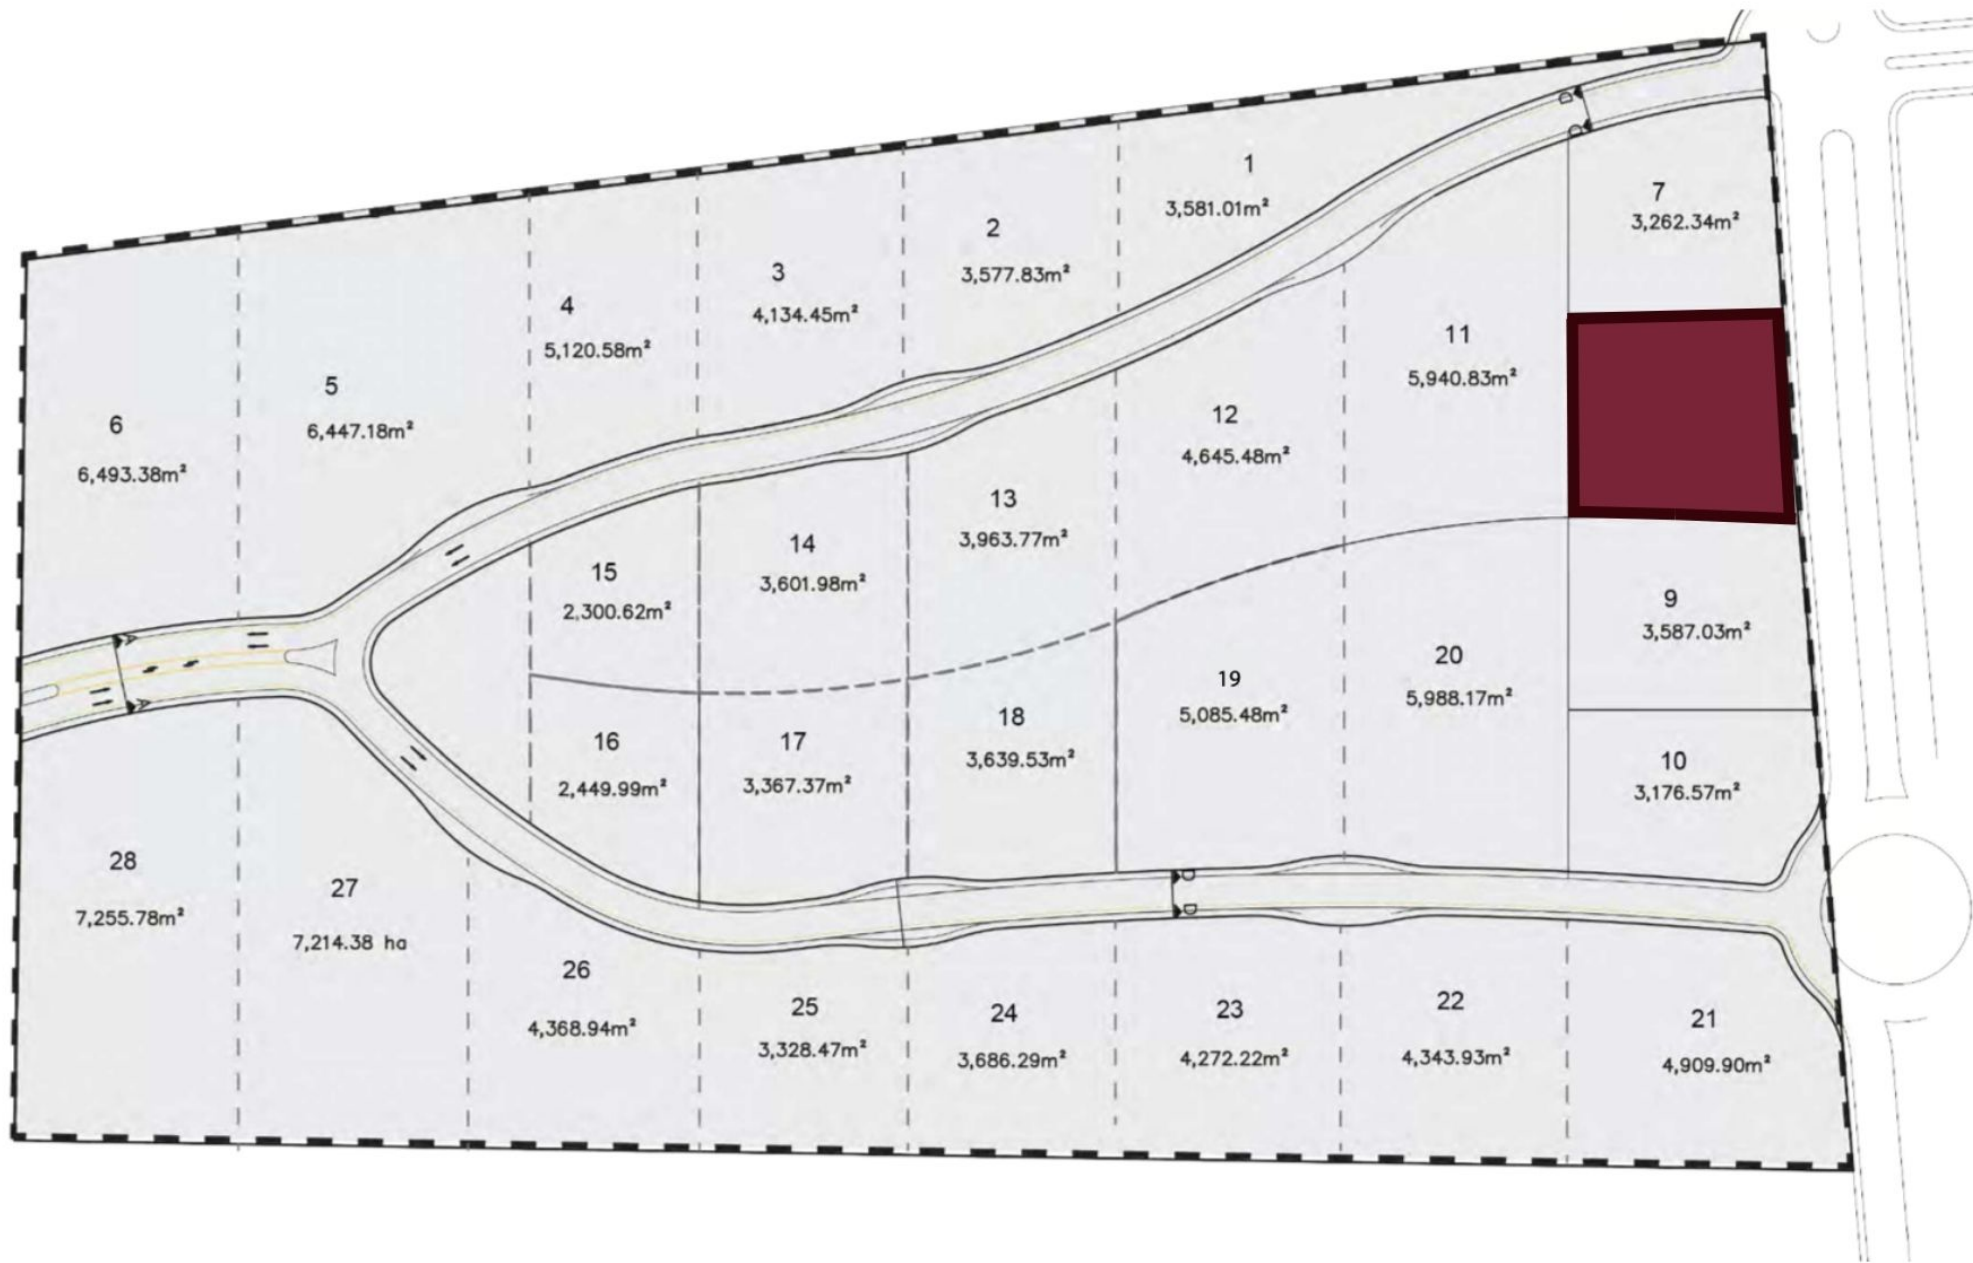 1
3,581.01m²
7
3,262.34m²
2
3,577.83m²
3
4,134.45m²
4
5,120.58m²
5
6,447.18m²
6
6,493.38m²
11
5,940.83m²
12
4,645.48m²
13
3,963.77m²
14
3,601.98m²
15
2,300.62m²
9
3,587.03m²
20
5,988.17m²
19
5,085.48m²
18
3,639.53m²
17
3,367.37m²
16
2,449.99m²
10
3,176.57m²
28
7,255.78m²
27
7,214.38 ha
26
4,368.94m²
25
3,328.47m²
24
3,686.29m²
23
4,272.22m²
22
4,343.93m²
21
4,909.90m²